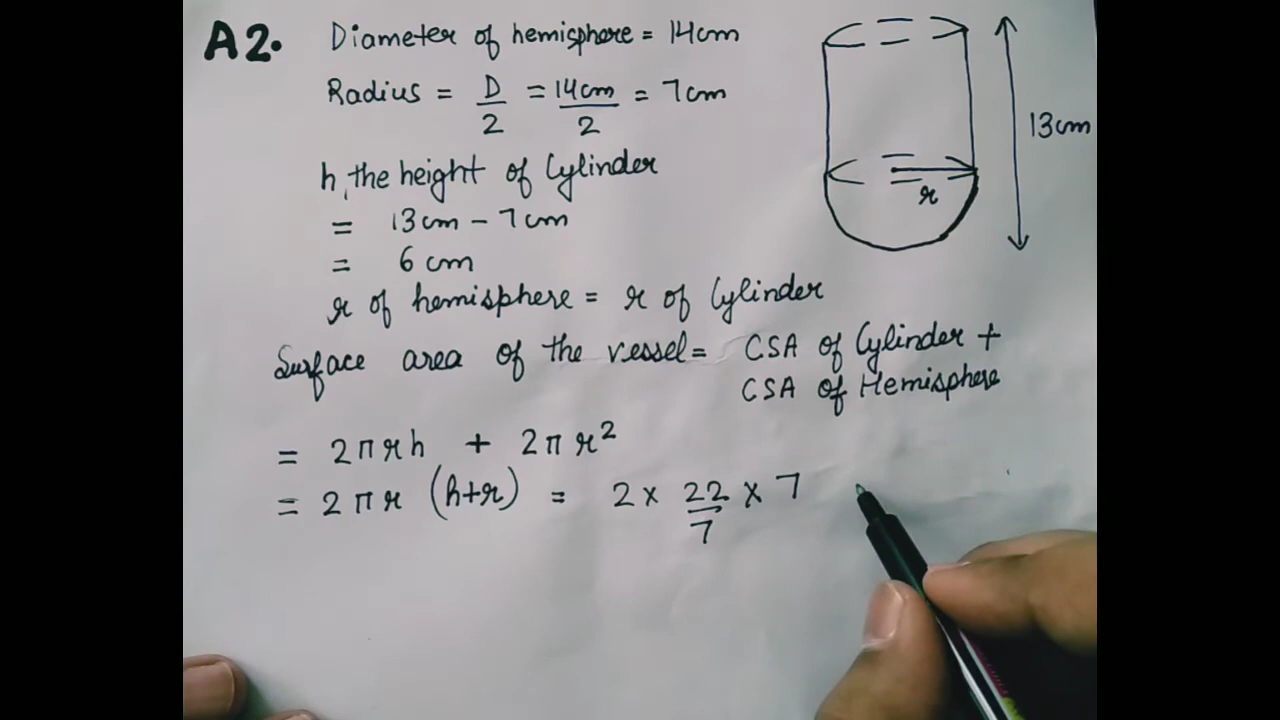 A2. Diameter of hemisphere = 14cm
Radius = D/2 = 14cm/2 = 7cm
h, the height of Cylinder
= 13cm - 7cm
= 6 cm
r of hemisphere = r of Cylinder
Surface area of the vessel = CSA of Cylinder +
CSA of Hemisphere
= 2πrh + 2πr²
= 2πr (h+r) = 2 × 22/7 × 7
13cm
r